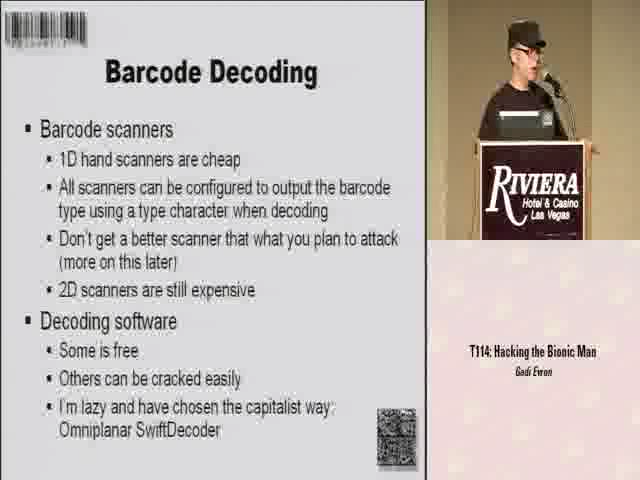 Barcode Decoding
▪ Barcode scanners
▪ 1D hand scanners are cheap
▪ All scanners can be configured to output the barcode
type using a type character when decoding
▪ Don't get a better scanner that what you plan to attack
(more on this later)
▪ 2D scanners are still expensive
▪ Decoding software
▪ Some is free
▪ Others can be cracked easily
▪ I'm lazy and have chosen the capitalist way:
Omniplanar SwiftDecoder
RIVIERA
Hotel & Casino
Las Vegas
T114: Hacking the Bionic Man
Gadi Evron